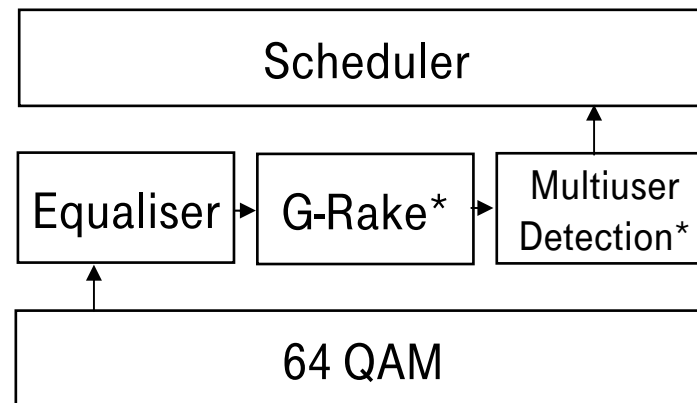 Scheduler
Equaliser
G-Rake*
Multiuser
Detection*
64 QAM